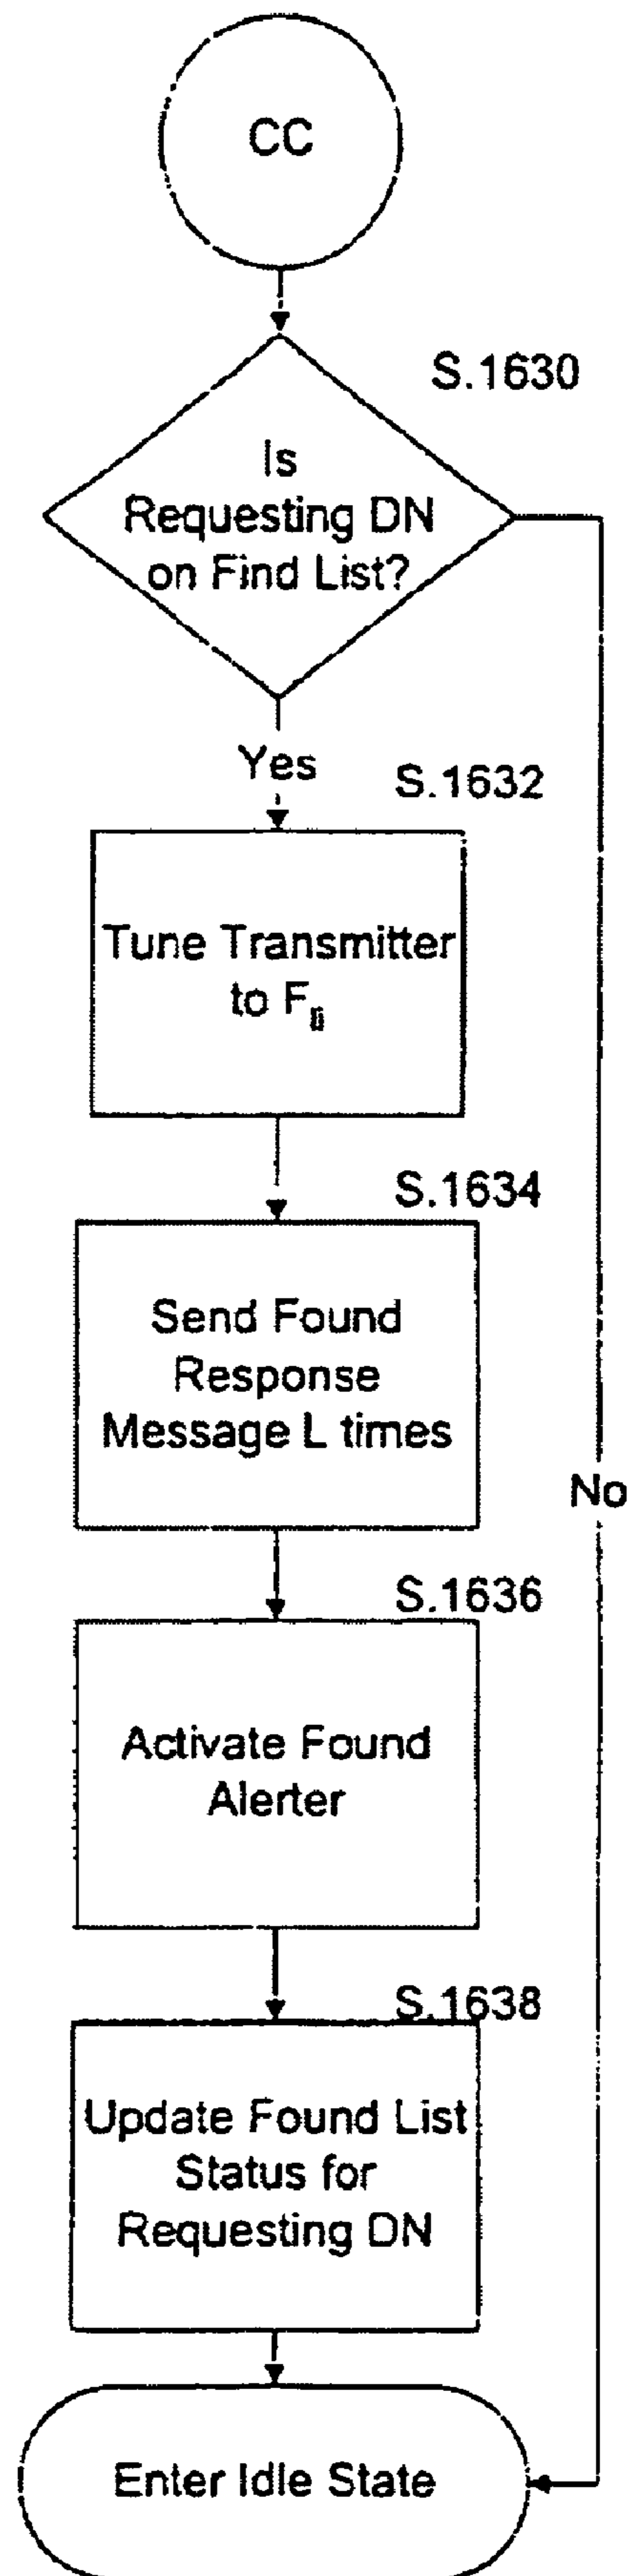 CC
S.1630
Is
Requesting DN
on Find List?
Yes
S.1632
Tune Transmitter
to F
S.1634
Send Found
Response
Message L times
No
S.1636
Activate Found
Alerter
S.1638
Update Found List
Status for
Requesting DN
Enter Idle State